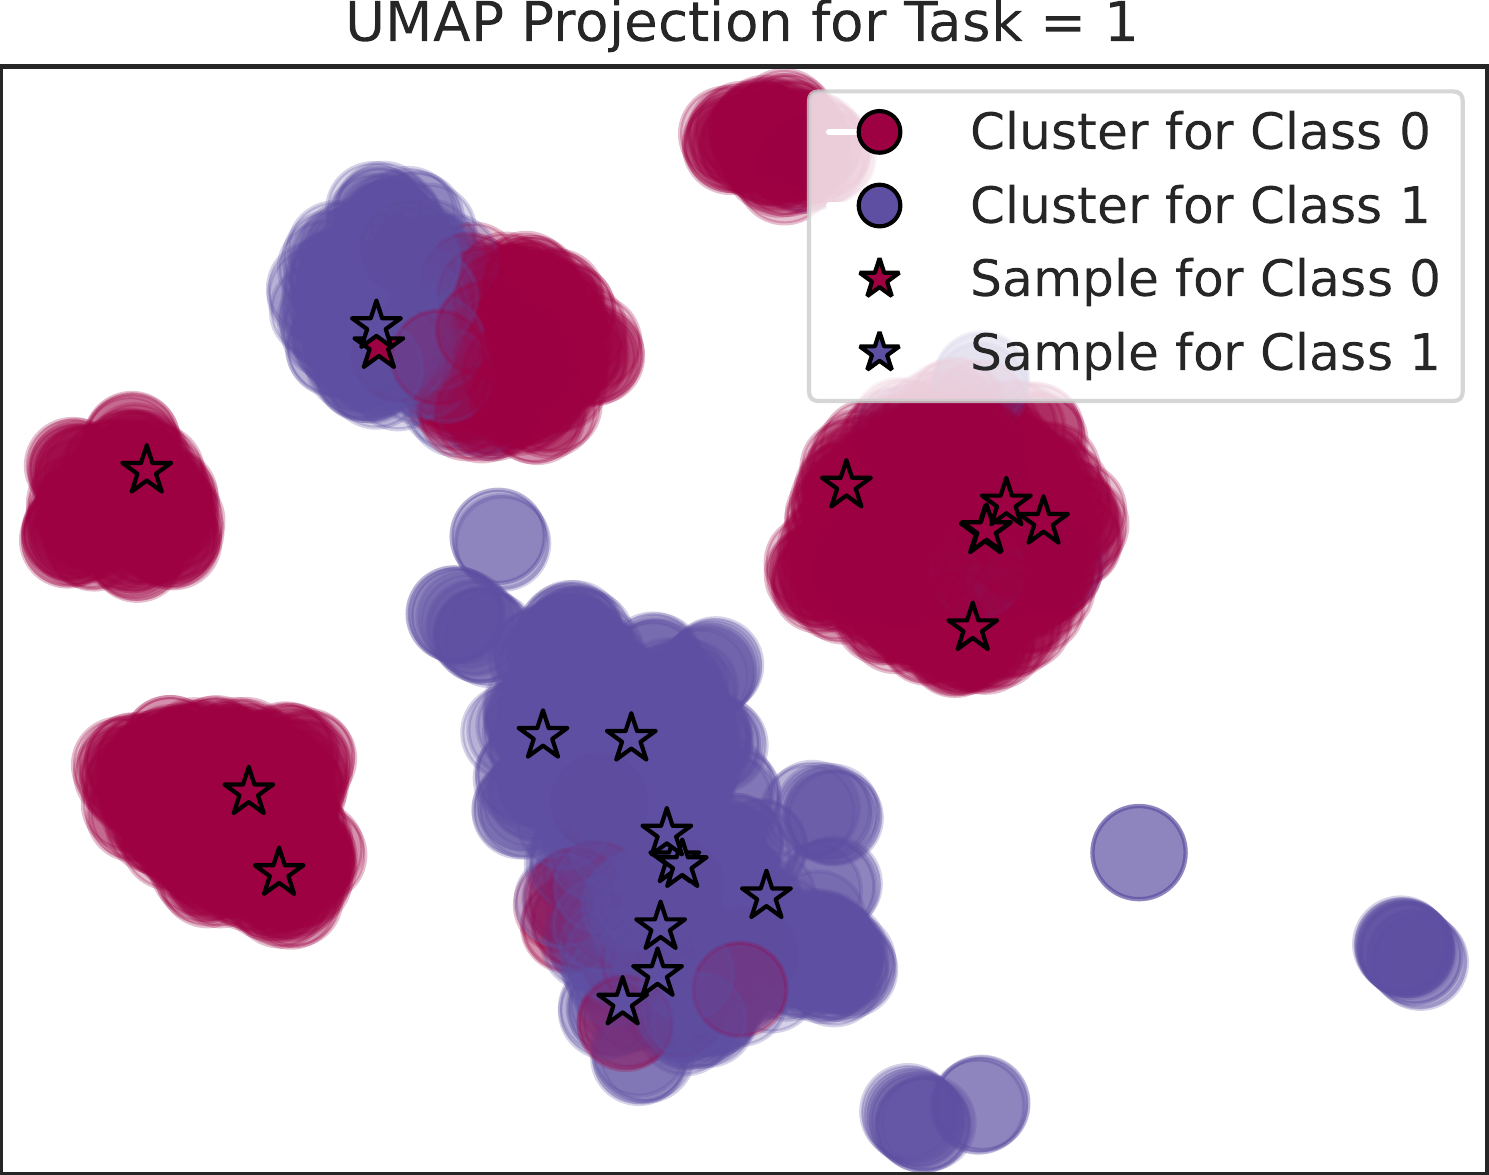 UMAP Projection for Task = 1
Cluster for Class 0
Cluster for Class 1
Sample for Class 0
Sample for Class 1